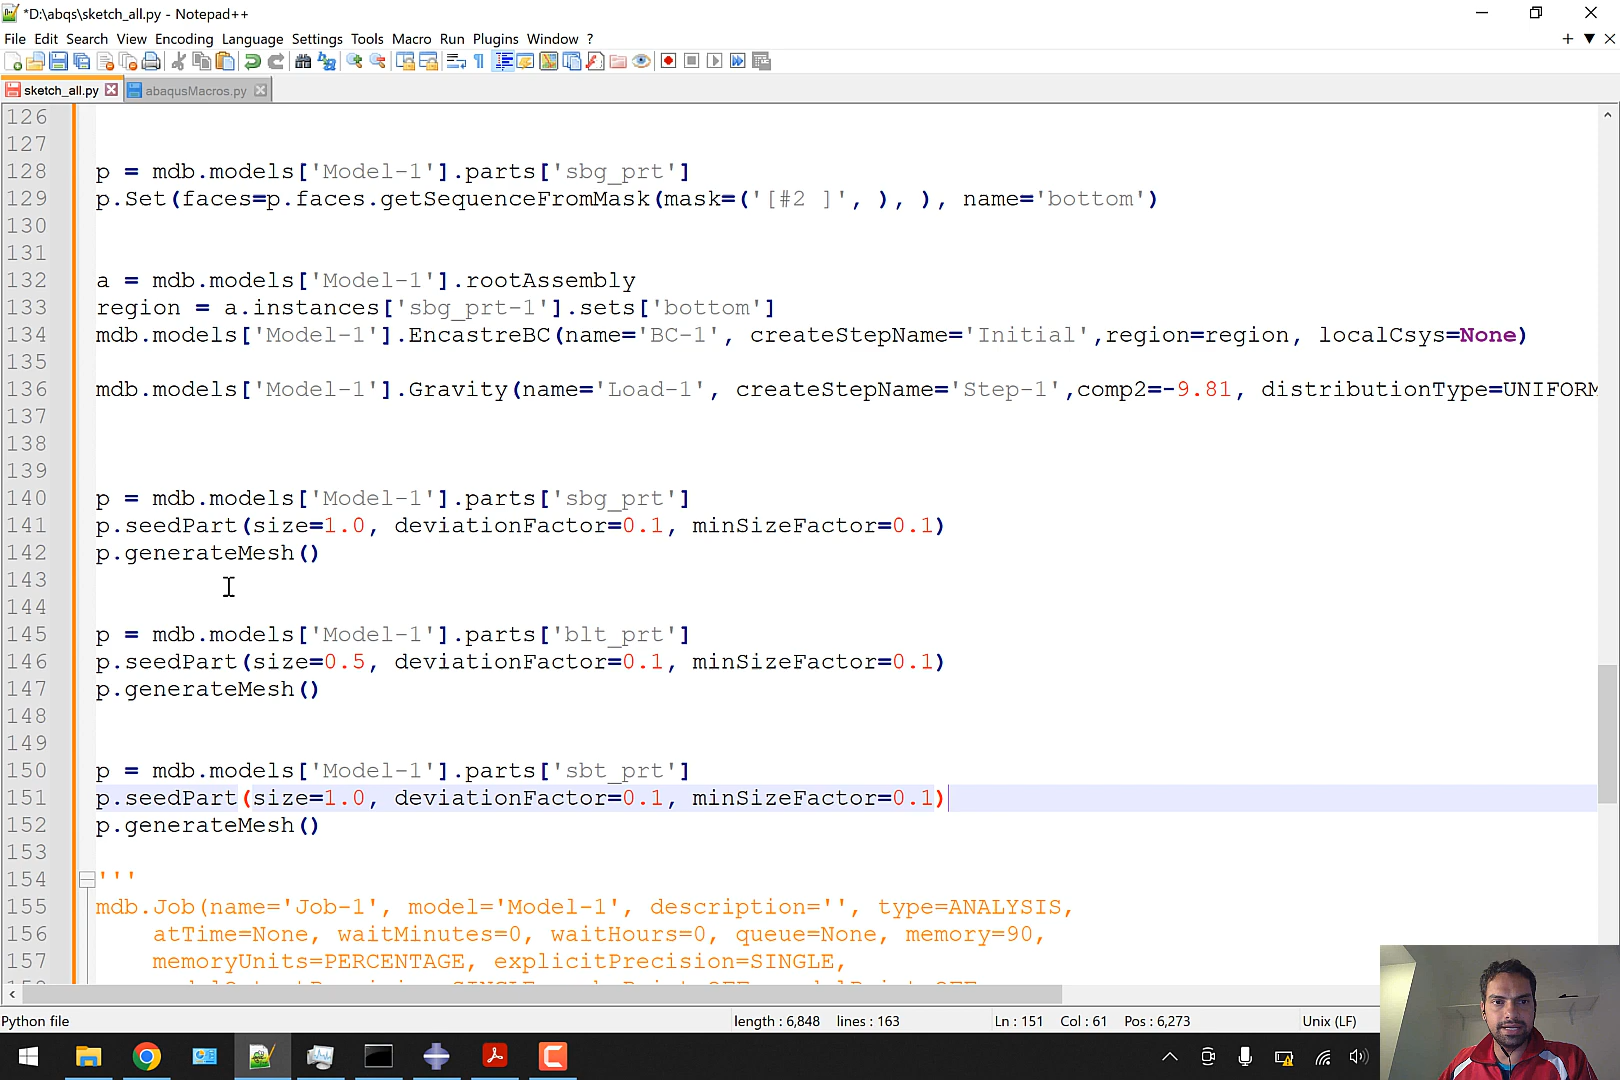 *D:\abqs\sketch_all.py - Notepad++
File Edit Search View Encoding Language Settings Tools Macro Run Plugins Window ?
sketch_all.py abaqusMacros.py
126
127
128 p = mdb.models['Model-1'].parts['sbg_prt']
129 p.Set(faces=p.faces.getSequenceFromMask(mask=('[#2 ]', ), ), name='bottom')
130
131
132 a = mdb.models['Model-1'].rootAssembly
133 region = a.instances['sbg_prt-1'].sets['bottom']
134 mdb.models['Model-1'].EncastreBC(name='BC-1', createStepName='Initial',region=region, localCsys=None)
135
136 mdb.models['Model-1'].Gravity(name='Load-1', createStepName='Step-1',comp2=-9.81, distributionType=UNIFORM
137
138
139
140 p = mdb.models['Model-1'].parts['sbg_prt']
141 p.seedPart(size=1.0, deviationFactor=0.1, minSizeFactor=0.1)
142 p.generateMesh()
143
144
145 p = mdb.models['Model-1'].parts['blt_prt']
146 p.seedPart(size=0.5, deviationFactor=0.1, minSizeFactor=0.1)
147 p.generateMesh()
148
149
150 p = mdb.models['Model-1'].parts['sbt_prt']
151 p.seedPart(size=1.0, deviationFactor=0.1, minSizeFactor=0.1)
152 p.generateMesh()
153
154 '''
155 mdb.Job(name='Job-1', model='Model-1', description='', type=ANALYSIS,
156 atTime=None, waitMinutes=0, waitHours=0, queue=None, memory=90,
157 memoryUnits=PERCENTAGE, explicitPrecision=SINGLE,
Python file length : 6,848 lines : 163 Ln : 151 Col : 61 Pos : 6,273 Unix (LF)